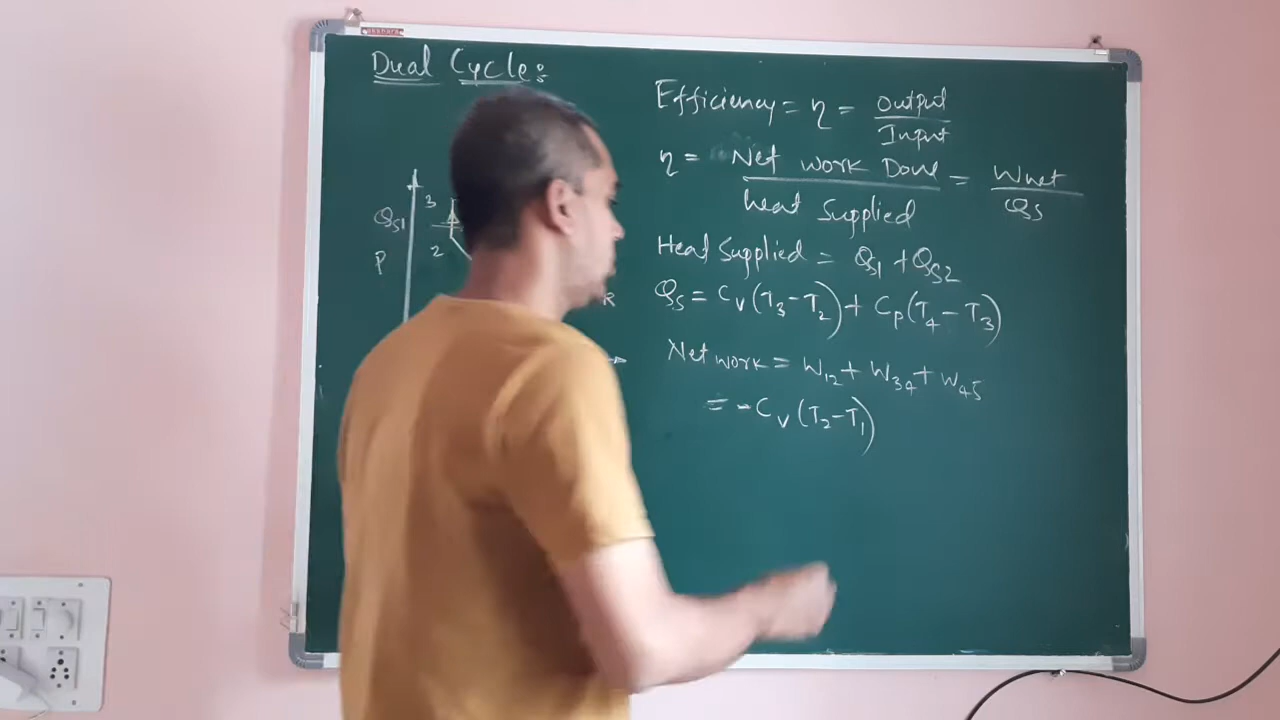 Dual Cycle:
Efficiency = η = Output / Input
η = Net work Done / heat Supplied = Wnet / Qs
Heat Supplied = Qs1 + Qs2
Qs = Cv(T3-T2) + Cp(T4-T3)
Net work = W12 + W34 + W45
= -Cv(T2-T1)
3
Qs1
2
P
R